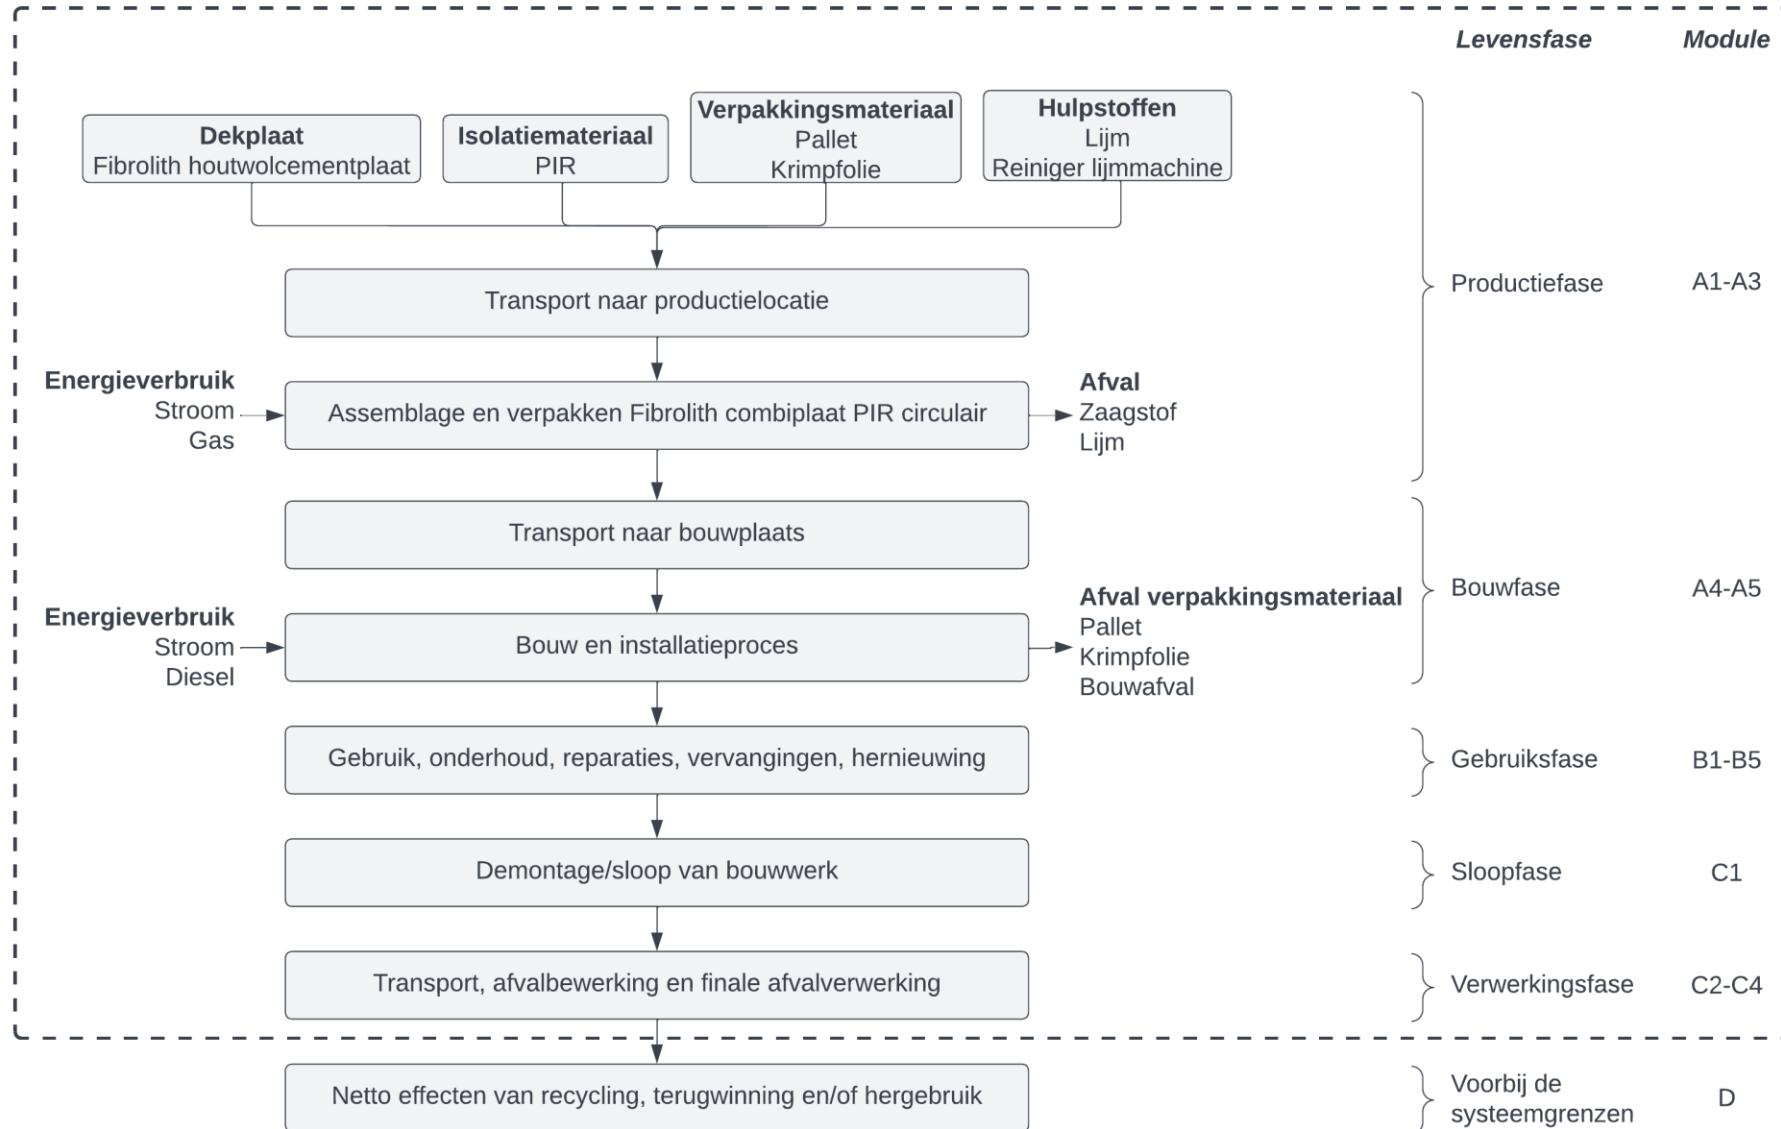 Levensfase Module
Dekplaat
Fibrolith houtwolcementplaat
Isolatiemateriaal
PIR
Verpakkingsmateriaal
Pallet
Krimpfolie
Hulpstoffen
Lijm
Reiniger lijmmachine
Transport naar productielocatie
Productiefase A1-A3
Energieverbruik
Stroom
Gas
Assemblage en verpakken Fibrolith combiplaat PIR circulair
Afval
Zaagstof
Lijm
Transport naar bouwplaats
Bouwfase A4-A5
Energieverbruik
Stroom
Diesel
Bouw en installatieproces
Afval verpakkingsmateriaal
Pallet
Krimpfolie
Bouwafval
Gebruik, onderhoud, reparaties, vervangingen, hernieuwing
Gebruiksfase B1-B5
Demontage/sloop van bouwwerk
Sloopfase C1
Transport, afvalbewerking en finale afvalverwerking
Verwerkingsfase C2-C4
Netto effecten van recycling, terugwinning en/of hergebruik
Voorbij de
systeemgrenzen
D